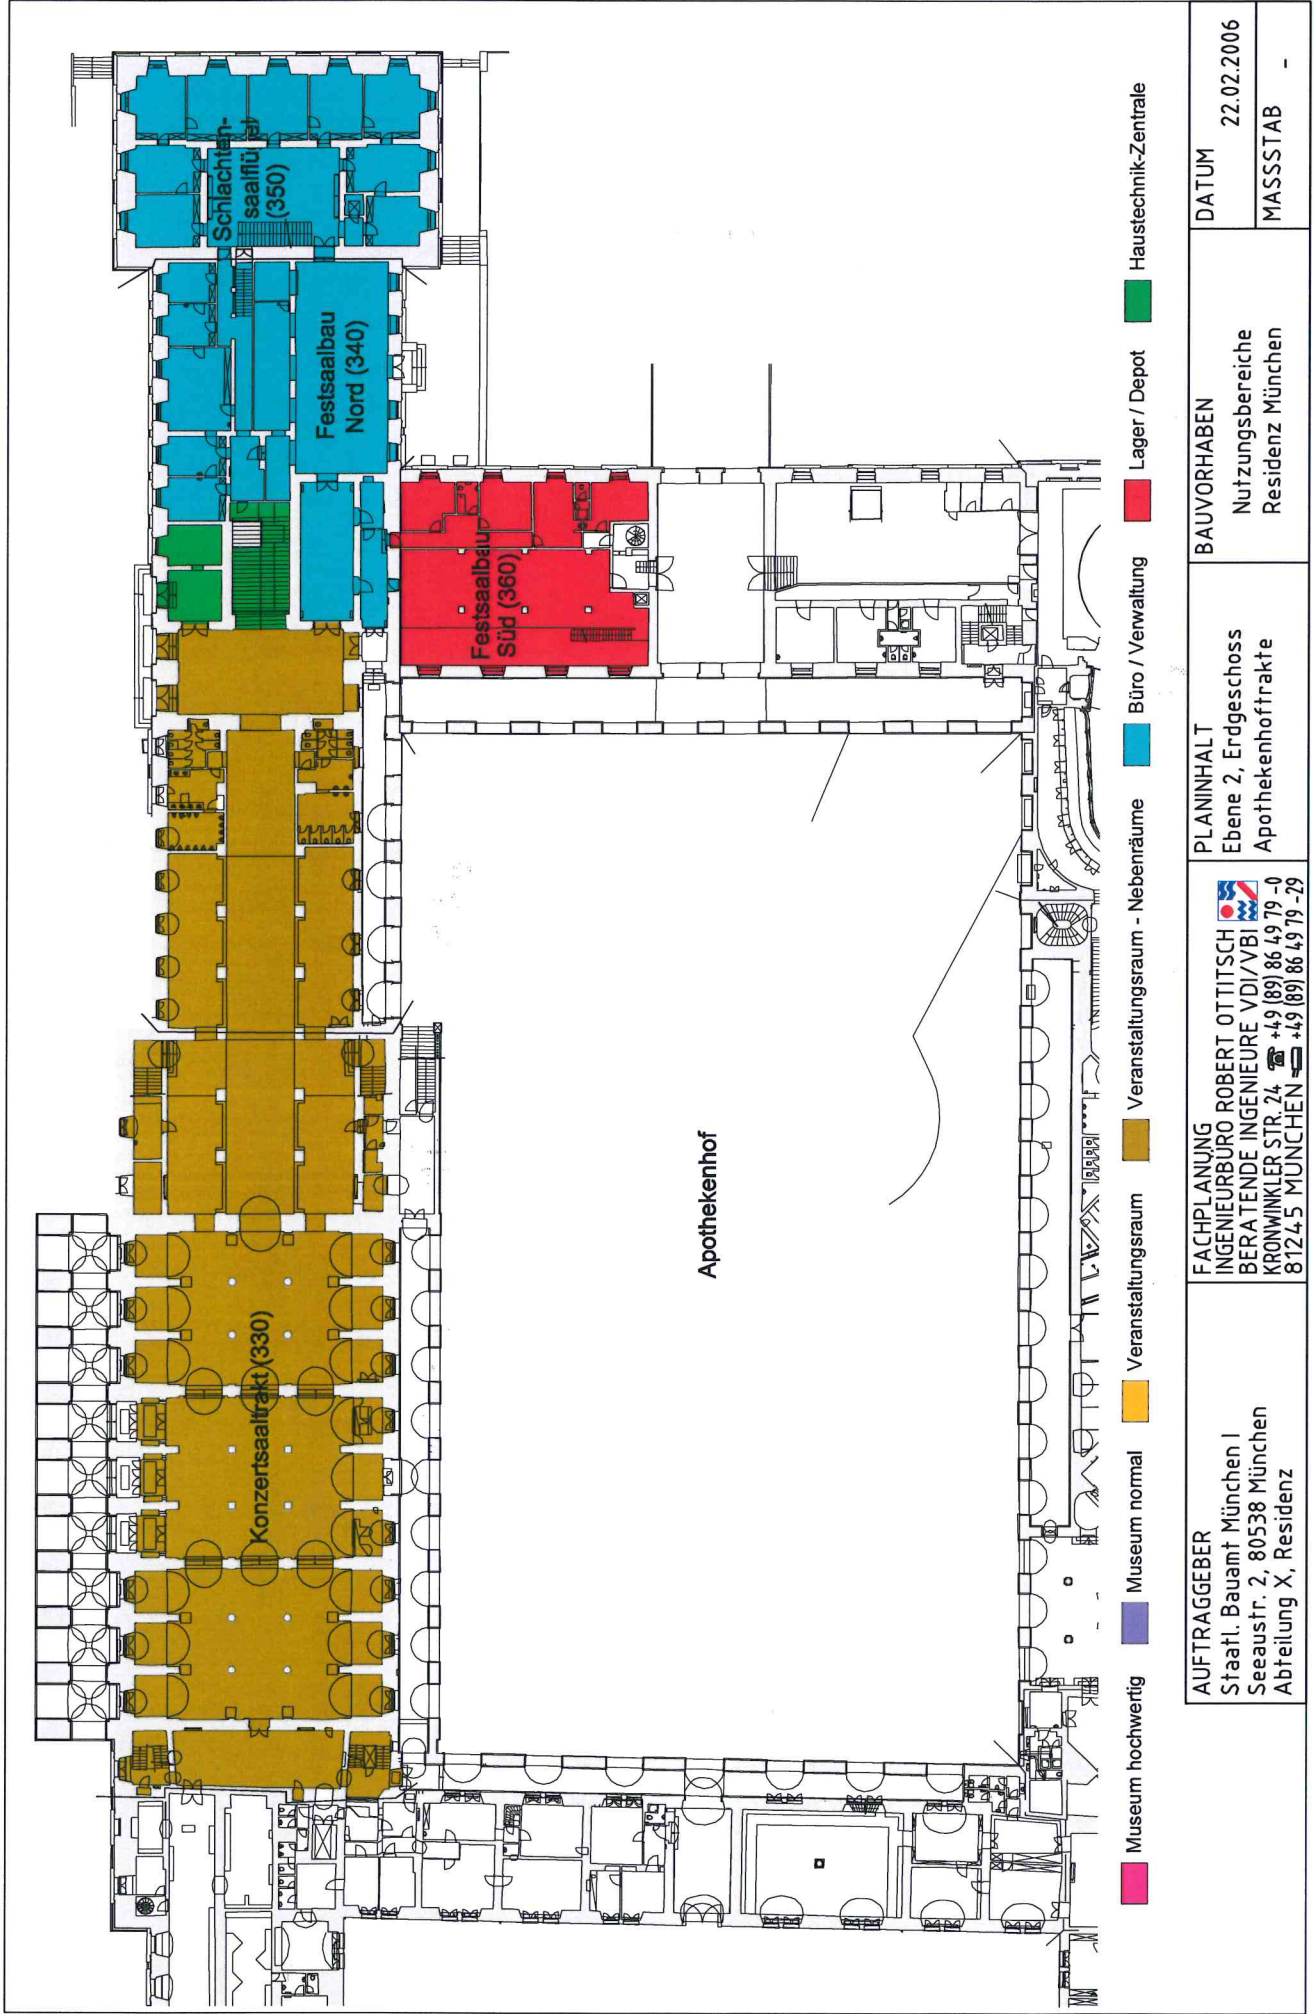 Schlachten-
saalflügel
(350)
Festsaalbau
Nord (340)
Festsaalbau
Süd (360)
Konzertsaaltrakt (330)
Apothekenhof
Museum hochwertig
Museum normal
Veranstaltungsraum
Veranstaltungsraum - Nebenräume
Büro / Verwaltung
Lager / Depot
Haustechnik-Zentrale
AUFTRAGGEBER
Staatl. Bauamt München I
Seeaustr. 2, 80538 München
Abteilung X, Residenz
FACHPLANUNG
INGENIEURBÜRO ROBERT OTTITSCH
BERATENDE INGENIEURE VDI/VBI
KRONWINKLER STR. 24 +49 (89) 86 49 79 -0
81245 MÜNCHEN +49 (89) 86 49 79 -29
PLANINHALT
Ebene 2, Erdgeschoss
Apothekenhoftrakte
BAUVORHABEN
Nutzungsbereiche
Residenz München
DATUM
22.02.2006
MASSSTAB -